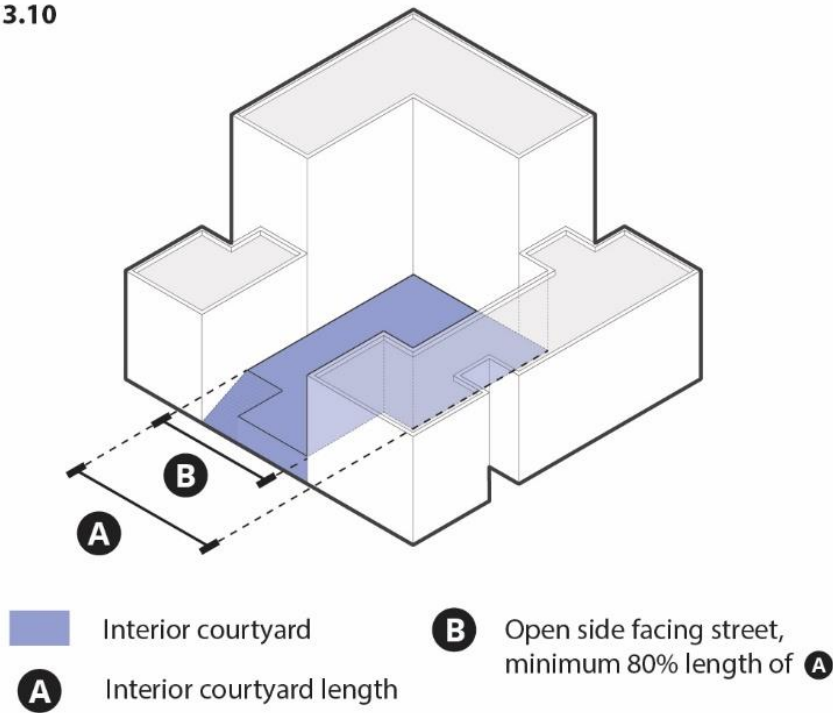 3.10
B
A
Interior courtyard
A Interior courtyard length
B Open side facing street,
minimum 80% length of A